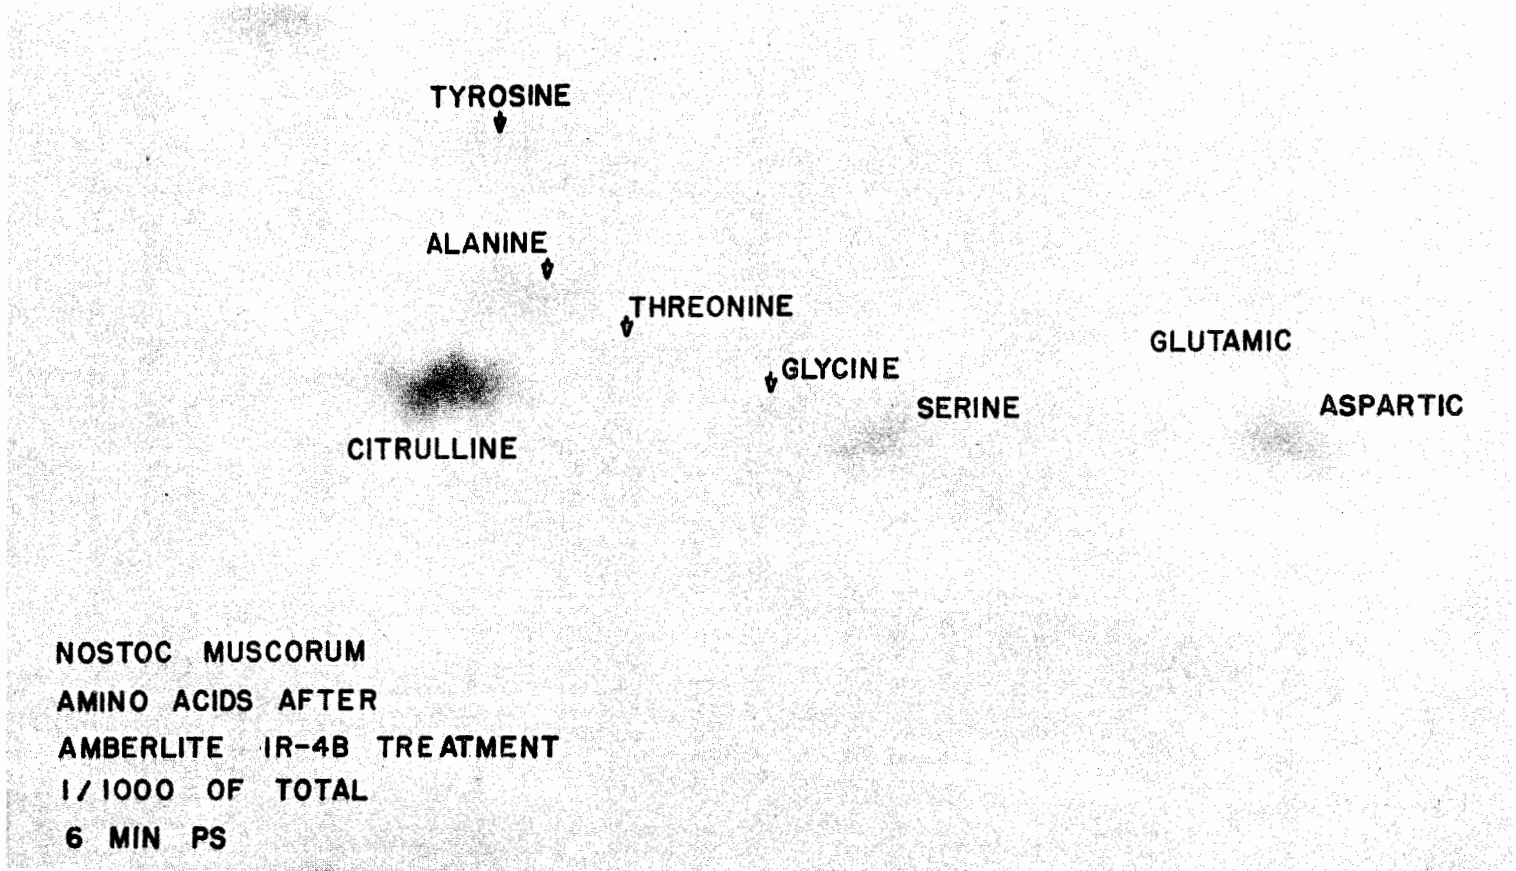 TYROSINE
ALANINE
THREONINE
GLUTAMIC
GLYCINE
SERINE
ASPARTIC
CITRULLINE
NOSTOC MUSCORUM
AMINO ACIDS AFTER
AMBERLITE IR-4B TREATMENT
1/1000 OF TOTAL
6 MIN PS